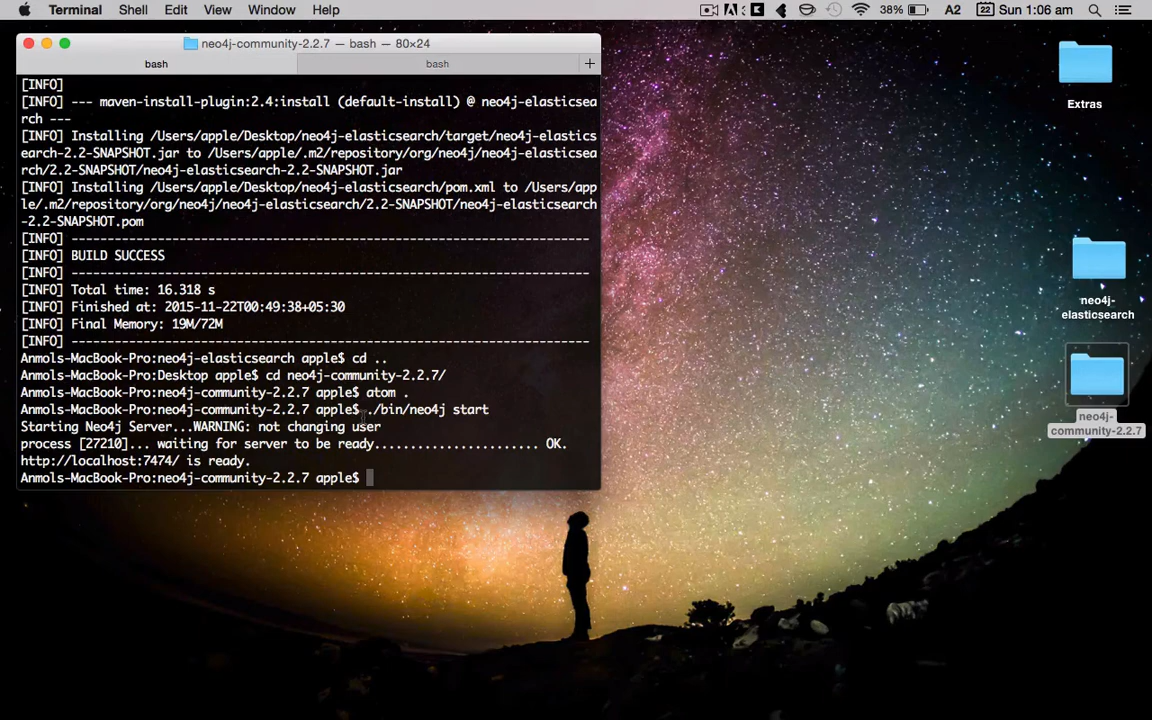 Terminal Shell Edit View Window Help 38% A2 22 Sun 1:06 am
neo4j-community-2.2.7 — bash — 80×24
bash bash +
[INFO]
[INFO] --- maven-install-plugin:2.4:install (default-install) @ neo4j-elasticsea
rch ---
[INFO] Installing /Users/apple/Desktop/neo4j-elasticsearch/target/neo4j-elastics
earch-2.2-SNAPSHOT.jar to /Users/apple/.m2/repository/org/neo4j/neo4j-elasticsea
rch/2.2-SNAPSHOT/neo4j-elasticsearch-2.2-SNAPSHOT.jar
[INFO] Installing /Users/apple/Desktop/neo4j-elasticsearch/pom.xml to /Users/app
le/.m2/repository/org/neo4j/neo4j-elasticsearch/2.2-SNAPSHOT/neo4j-elasticsearch
-2.2-SNAPSHOT.pom
[INFO] ------------------------------------------------------------------------
[INFO] BUILD SUCCESS
[INFO] ------------------------------------------------------------------------
[INFO] Total time: 16.318 s
[INFO] Finished at: 2015-11-22T00:49:38+05:30
[INFO] Final Memory: 19M/72M
[INFO] ------------------------------------------------------------------------
Anmols-MacBook-Pro:neo4j-elasticsearch apple$ cd ..
Anmols-MacBook-Pro:Desktop apple$ cd neo4j-community-2.2.7/
Anmols-MacBook-Pro:neo4j-community-2.2.7 apple$ atom .
Anmols-MacBook-Pro:neo4j-community-2.2.7 apple$ ./bin/neo4j start
Starting Neo4j Server...WARNING: not changing user
process [27210]... waiting for server to be ready........................ OK.
http://localhost:7474/ is ready.
Anmols-MacBook-Pro:neo4j-community-2.2.7 apple$
Extras
neo4j-
elasticsearch
neo4j-
community-2.2.7